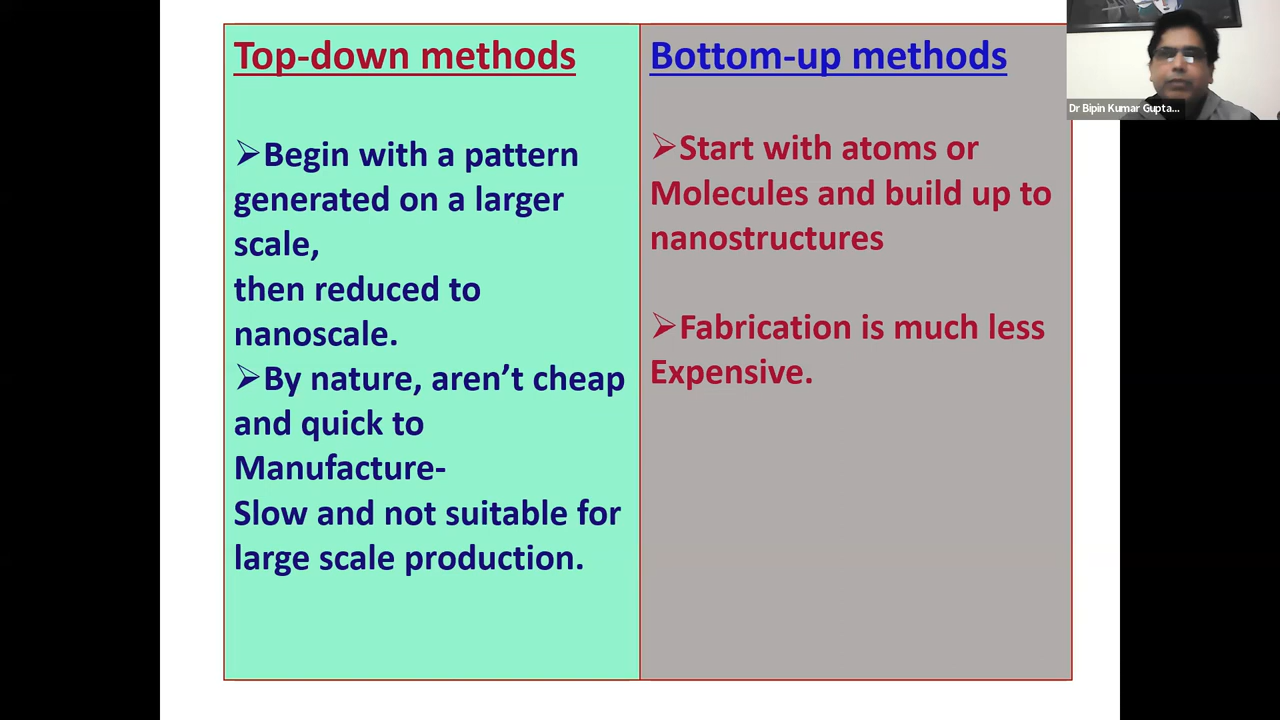 Top-down methods
➢Begin with a pattern
generated on a larger
scale,
then reduced to
nanoscale.
➢By nature, aren’t cheap
and quick to
Manufacture-
Slow and not suitable for
large scale production.
Bottom-up methods
➢Start with atoms or
Molecules and build up to
nanostructures
➢Fabrication is much less
Expensive.
Dr Bipin Kumar Gupta...